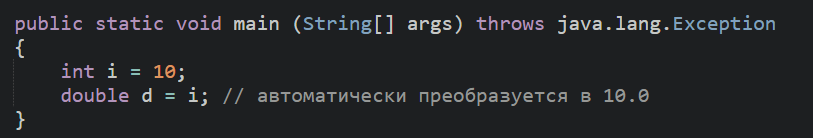 public static void main (String[] args) throws java.lang.Exception
{
    int i = 10;
    double d = i; // автоматически преобразуется в 10.0
}